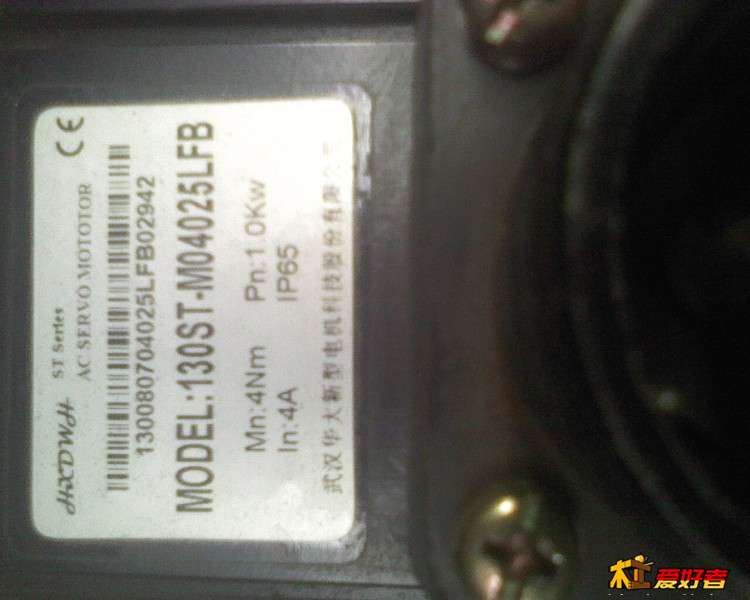 HXDWH ST Series CE
AC SERVO MOTOTOR
130080704025LFB02942
MODEL:130ST-M04025LFB
Mn:4Nm Pn:1.0Kw
In:4A IP65
武汉华大新型电机科技股份有限公司
爱好者